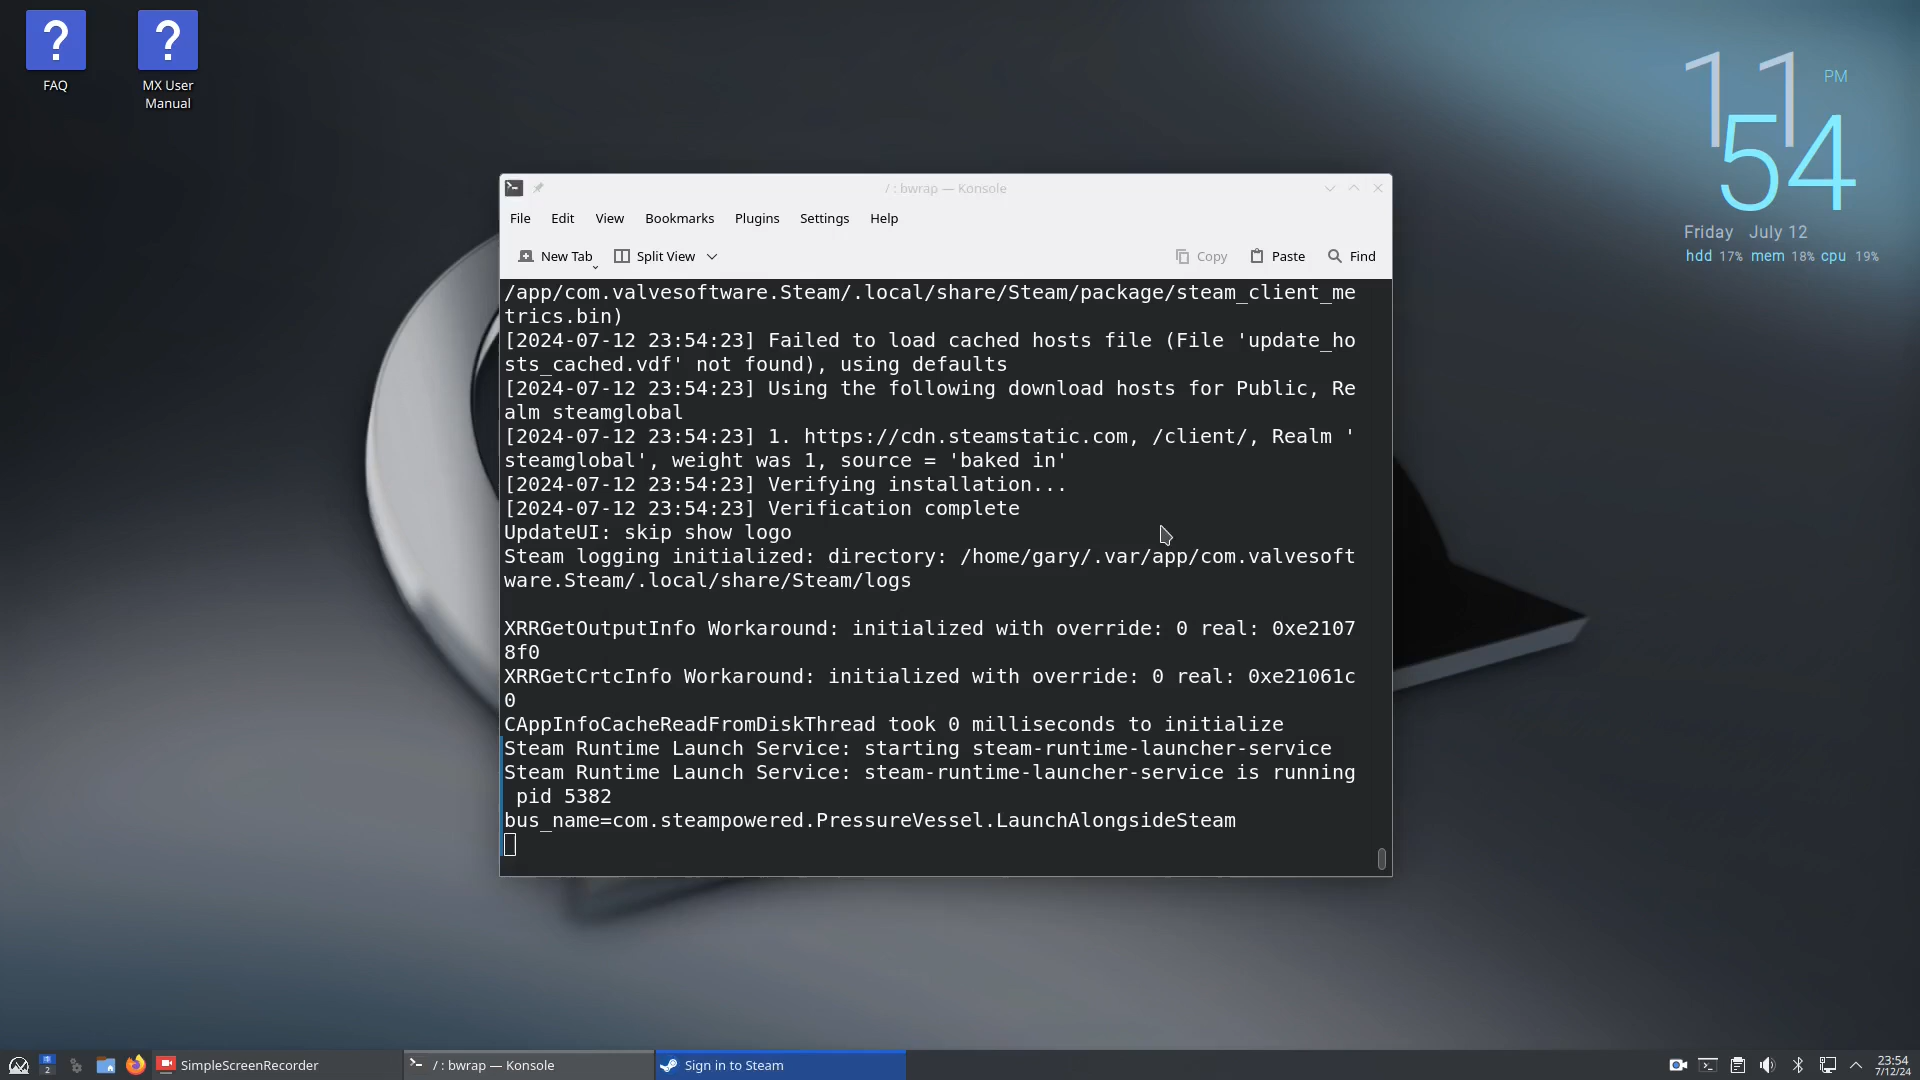 FAQ
MX User
Manual
11 PM
54
Friday July 12
hdd 17% mem 18% cpu 19%
/ : bwrap — Konsole
File Edit View Bookmarks Plugins Settings Help
New Tab Split View Copy Paste Find
/app/com.valvesoftware.Steam/.local/share/Steam/package/steam_client_me
trics.bin)
[2024-07-12 23:54:23] Failed to load cached hosts file (File 'update_ho
sts_cached.vdf' not found), using defaults
[2024-07-12 23:54:23] Using the following download hosts for Public, Re
alm steamglobal
[2024-07-12 23:54:23] 1. https://cdn.steamstatic.com, /client/, Realm '
steamglobal', weight was 1, source = 'baked in'
[2024-07-12 23:54:23] Verifying installation...
[2024-07-12 23:54:23] Verification complete
UpdateUI: skip show logo
Steam logging initialized: directory: /home/gary/.var/app/com.valvesoft
ware.Steam/.local/share/Steam/logs
XRRGetOutputInfo Workaround: initialized with override: 0 real: 0xe2107
8f0
XRRGetCrtcInfo Workaround: initialized with override: 0 real: 0xe21061c
0
CAppInfoCacheReadFromDiskThread took 0 milliseconds to initialize
Steam Runtime Launch Service: starting steam-runtime-launcher-service
Steam Runtime Launch Service: steam-runtime-launcher-service is running
pid 5382
bus_name=com.steampowered.PressureVessel.LaunchAlongsideSteam
2 SimpleScreenRecorder / : bwrap — Konsole Sign in to Steam 23:54
7/12/24